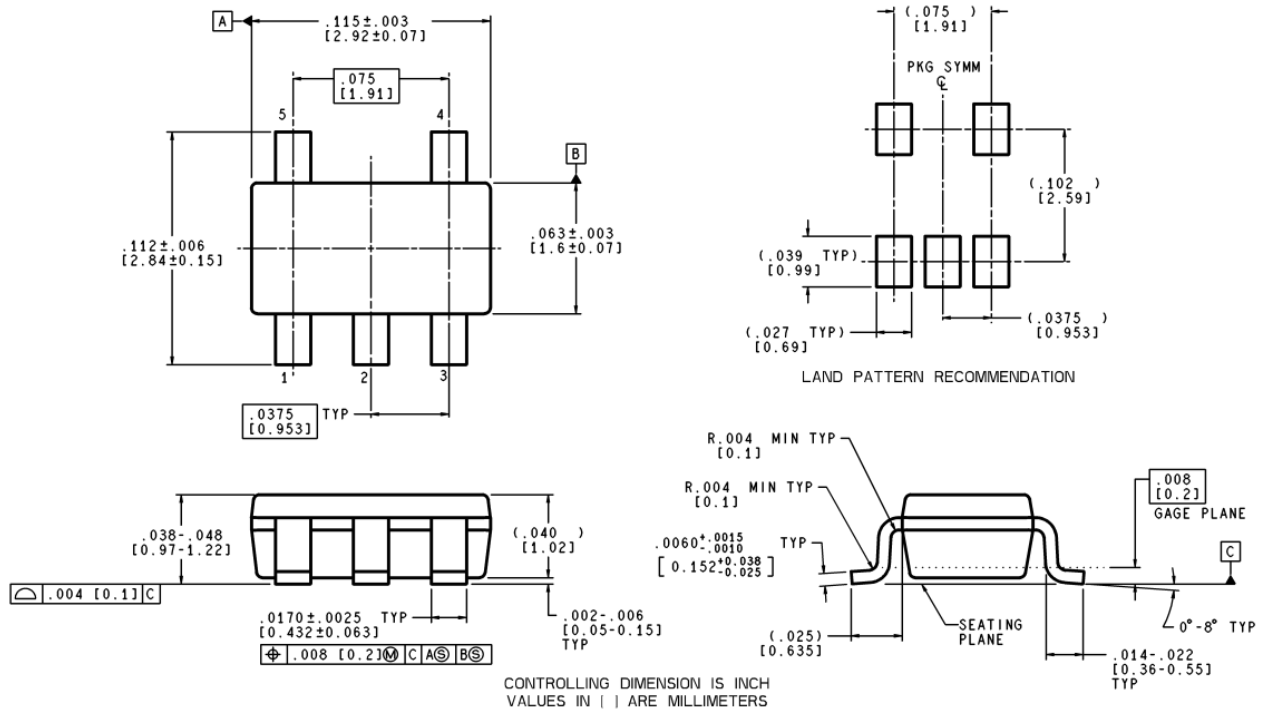 A
.115±.003
[2.92±0.07]
.075
[1.91]
5
4
B
.112±.006
[2.84±0.15]
.063±.003
[1.6±0.07]
1
2
3
.0375 TYP
[0.953]
(.075 )
[1.91]
PKG SYMM
℄
(.102 )
[2.59]
(.039 TYP)
[0.99]
(.027 TYP)
[0.69]
(.0375 )
[0.953]
LAND PATTERN RECOMMENDATION
.038-.048
[0.97-1.22]
(.040 )
[1.02]
⌓ .004 [0.1] C
.0170±.0025 TYP
[0.432±0.063]
⌖ .008 [0.2]Ⓜ C AⓈ BⓈ
.002-.006
[0.05-0.15]
TYP
R.004 MIN TYP
[0.1]
R.004 MIN TYP
[0.1]
.0060+.0015 -.0010 TYP
[0.152+0.038 -0.025]
.008
[0.2]
GAGE PLANE
C
SEATING
PLANE
0°-8° TYP
(.025)
[0.635]
.014-.022
[0.36-0.55]
TYP
CONTROLLING DIMENSION IS INCH
VALUES IN [ ] ARE MILLIMETERS